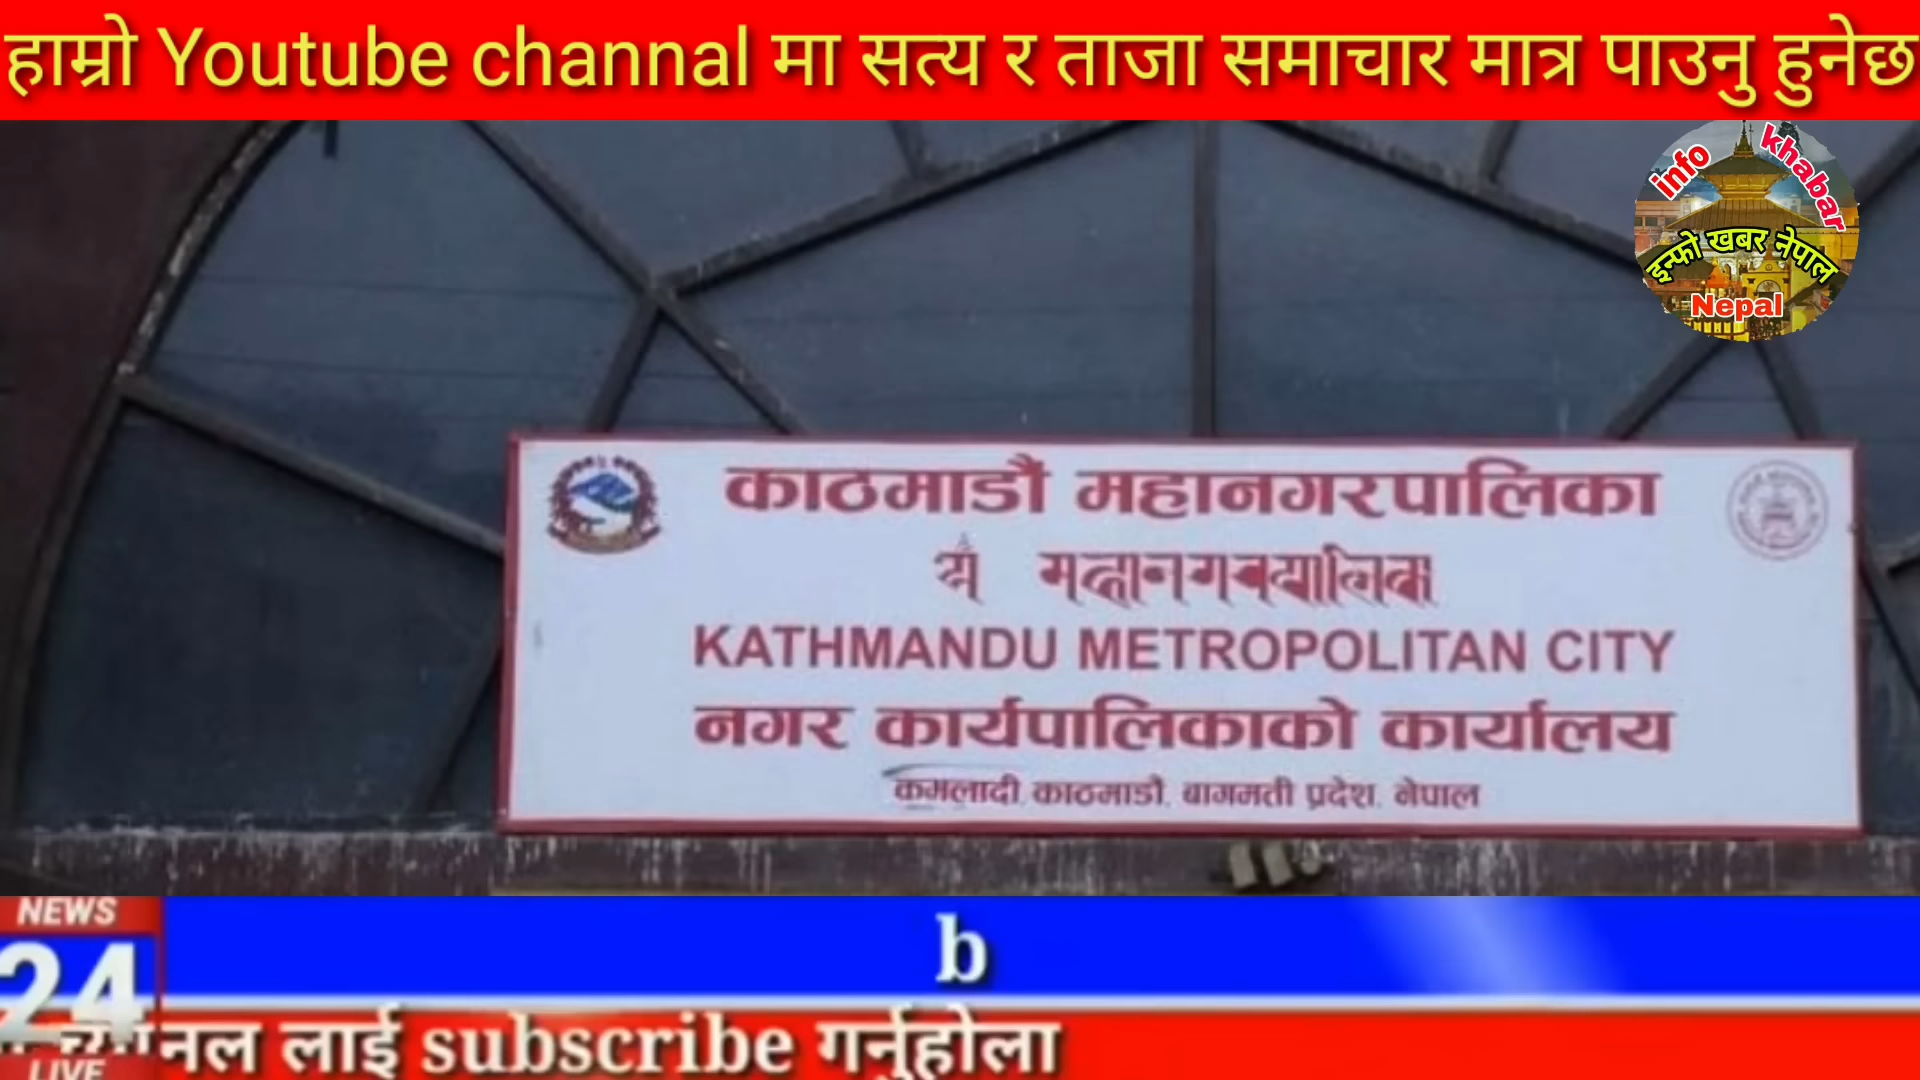 हाम्रो Youtube channal मा सत्य र ताजा समाचार मात्र पाउनु हुनेछ
info khabar
इन्फो खबर नेपाल
Nepal
काठमाडौं महानगरपालिका
KATHMANDU METROPOLITAN CITY
नगर कार्यपालिकाको कार्यालय
कमलादी, काठमाडौं, बागमती प्रदेश, नेपाल
NEWS
b
24
लाई subscribe गर्नुहोला
LIVE